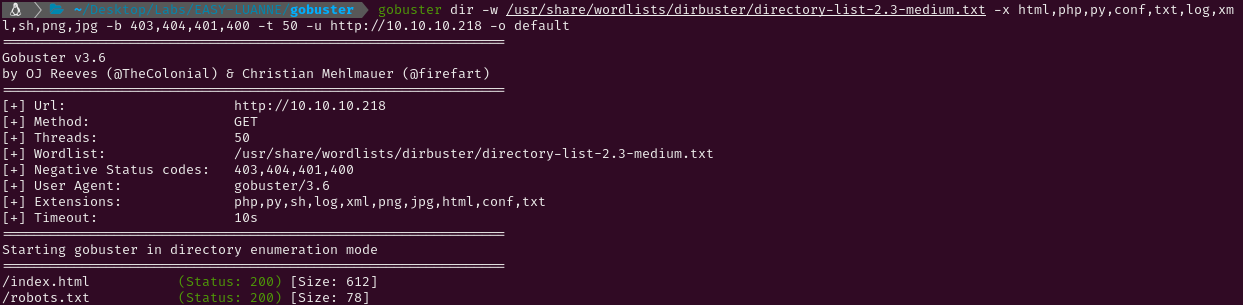 ~/Desktop/Labs/EASY-LUANNE/gobuster gobuster dir -w /usr/share/wordlists/dirbuster/directory-list-2.3-medium.txt -x html,php,py,conf,txt,log,xm
l,sh,png,jpg -b 403,404,401,400 -t 50 -u http://10.10.10.218 -o default
===============================================================
Gobuster v3.6
by OJ Reeves (@TheColonial) & Christian Mehlmauer (@firefart)
===============================================================
[+] Url:                     http://10.10.10.218
[+] Method:                  GET
[+] Threads:                 50
[+] Wordlist:                /usr/share/wordlists/dirbuster/directory-list-2.3-medium.txt
[+] Negative Status codes:   403,404,401,400
[+] User Agent:              gobuster/3.6
[+] Extensions:              php,py,sh,log,xml,png,jpg,html,conf,txt
[+] Timeout:                 10s
===============================================================
Starting gobuster in directory enumeration mode
===============================================================
/index.html           (Status: 200) [Size: 612]
/robots.txt           (Status: 200) [Size: 78]